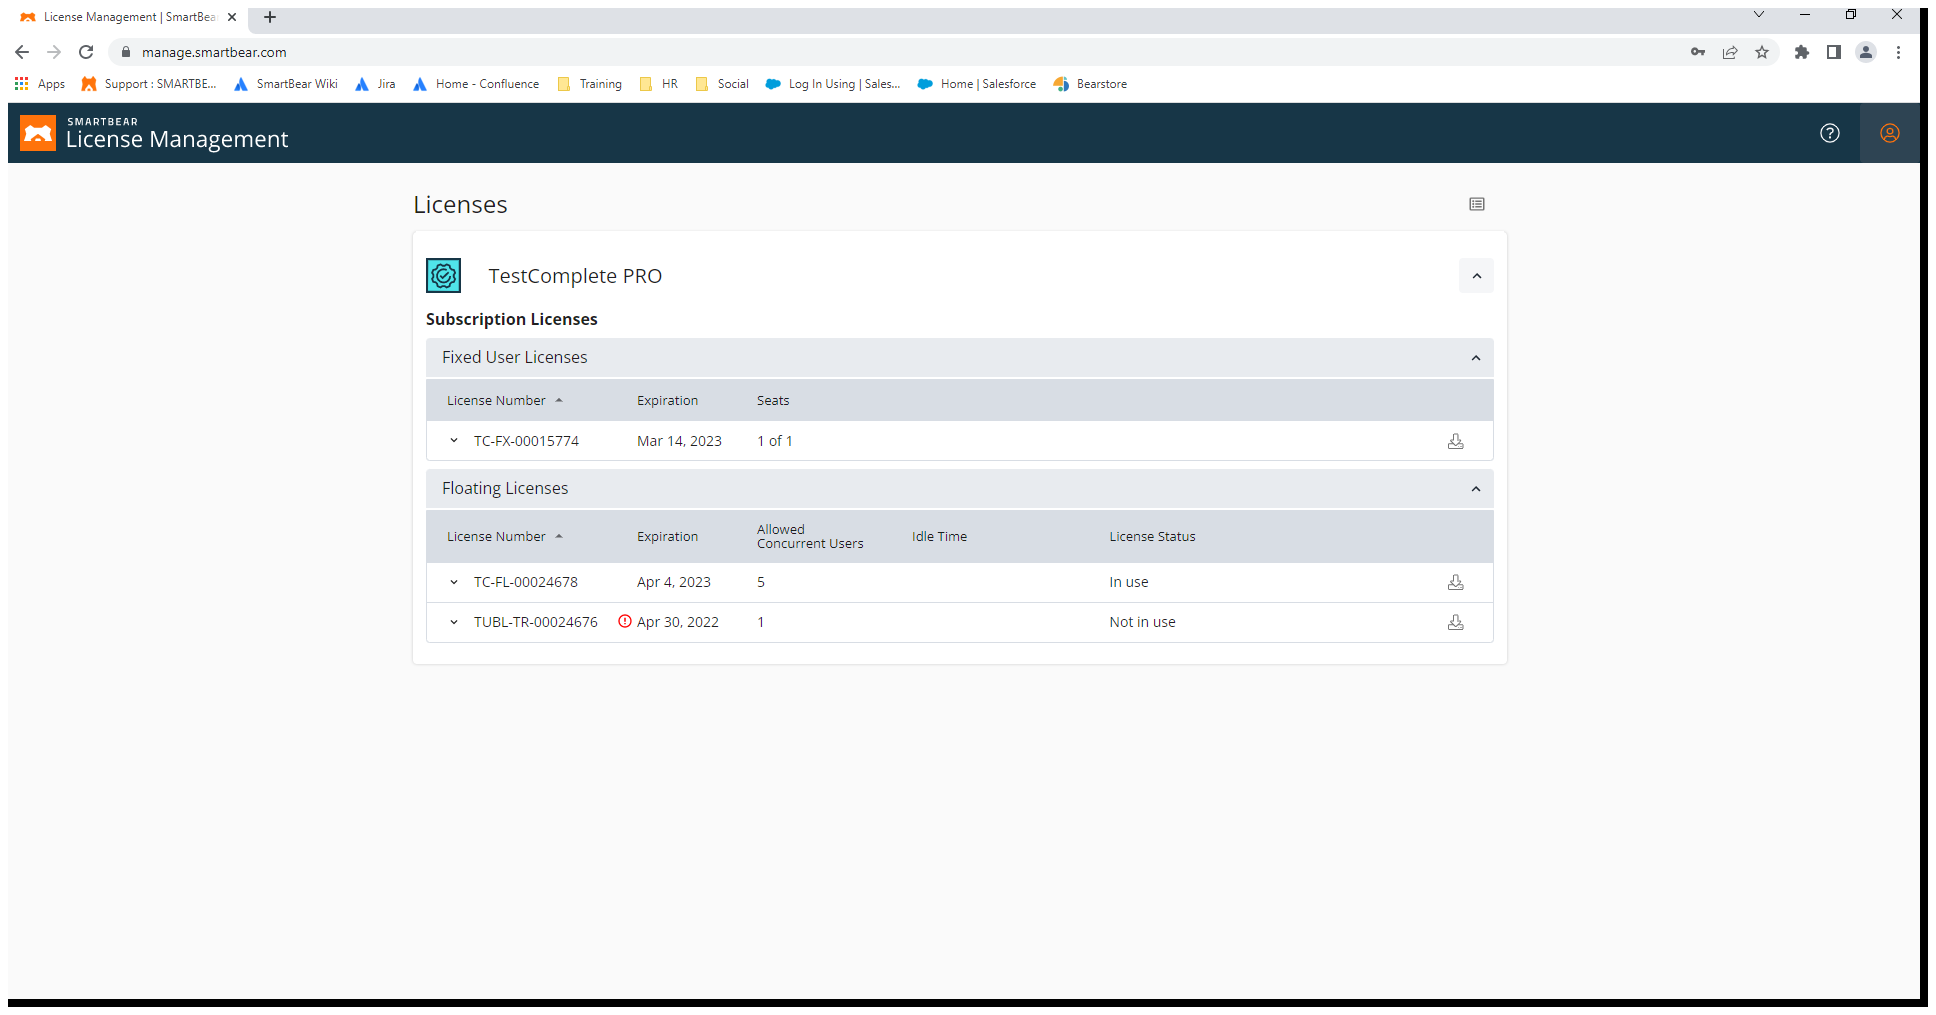 License Management | SmartBea
manage.smartbear.com
Apps Support : SMARTBE... SmartBear Wiki Jira Home - Confluence Training HR Social Log In Using | Sales... Home | Salesforce Bearstore
SMARTBEAR
License Management
Licenses
TestComplete PRO
Subscription Licenses
Fixed User Licenses
License Number Expiration Seats
TC-FX-00015774 Mar 14, 2023 1 of 1
Floating Licenses
License Number Expiration Allowed Concurrent Users Idle Time License Status
TC-FL-00024678 Apr 4, 2023 5 In use
TUBL-TR-00024676 Apr 30, 2022 1 Not in use